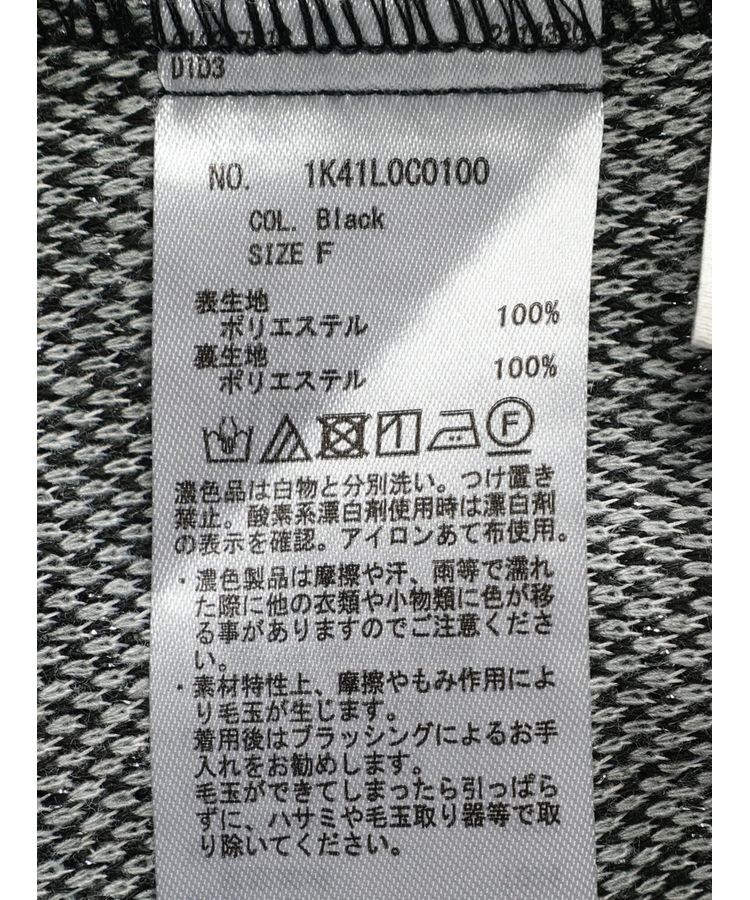 D1D3
NO. 1K41L0C0100
COL. Black
SIZE F
表生地
ポリエステル 100%
裏生地
ポリエステル 100%
F
濃色品は白物と分別洗い。つけ置き
禁止。酸素系漂白剤使用時は漂白剤
の表示を確認。アイロンあて布使用。
・濃色製品は摩擦や汗、雨等で濡れ
た際に他の衣類や小物類に色が移
る事がありますのでご注意くださ
い。
・素材特性上、摩擦やもみ作用によ
り毛玉が生じます。
着用後はブラッシングによるお手
入れをお勧めします。
毛玉ができてしまったら引っぱら
ずに、ハサミや毛玉取り器等で取
り除いてください。